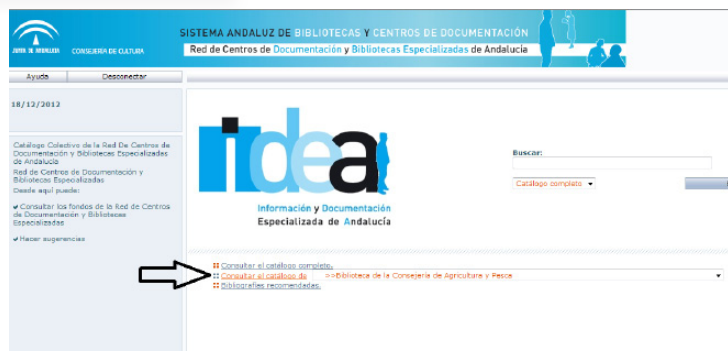 SISTEMA ANDALUZ DE BIBLIOTECAS Y CENTROS DE DOCUMENTACIÓN
Red de Centros de Documentación y Bibliotecas Especializadas de Andalucía
JUNTA DE ANDALUCIA
CONSEJERÍA DE CULTURA
Ayuda
Desconectar
18/12/2012
Catálogo Colectivo de la Red De Centros de
Documentación y Bibliotecas Especializadas
de Andalucía
Red de Centros de Documentación y
Bibliotecas Especializadas
Desde aquí puede:
Consultar los fondos de la Red de Centros
de Documentación y Bibliotecas
Especializadas
Hacer sugerencias
idea
Información y Documentación
Especializada de Andalucía
Buscar:
Catálogo completo
Consultar el catálogo completo.
Consultar el catálogo de >>Biblioteca de la Consejería de Agricultura y Pesca
Bibliografías recomendadas.